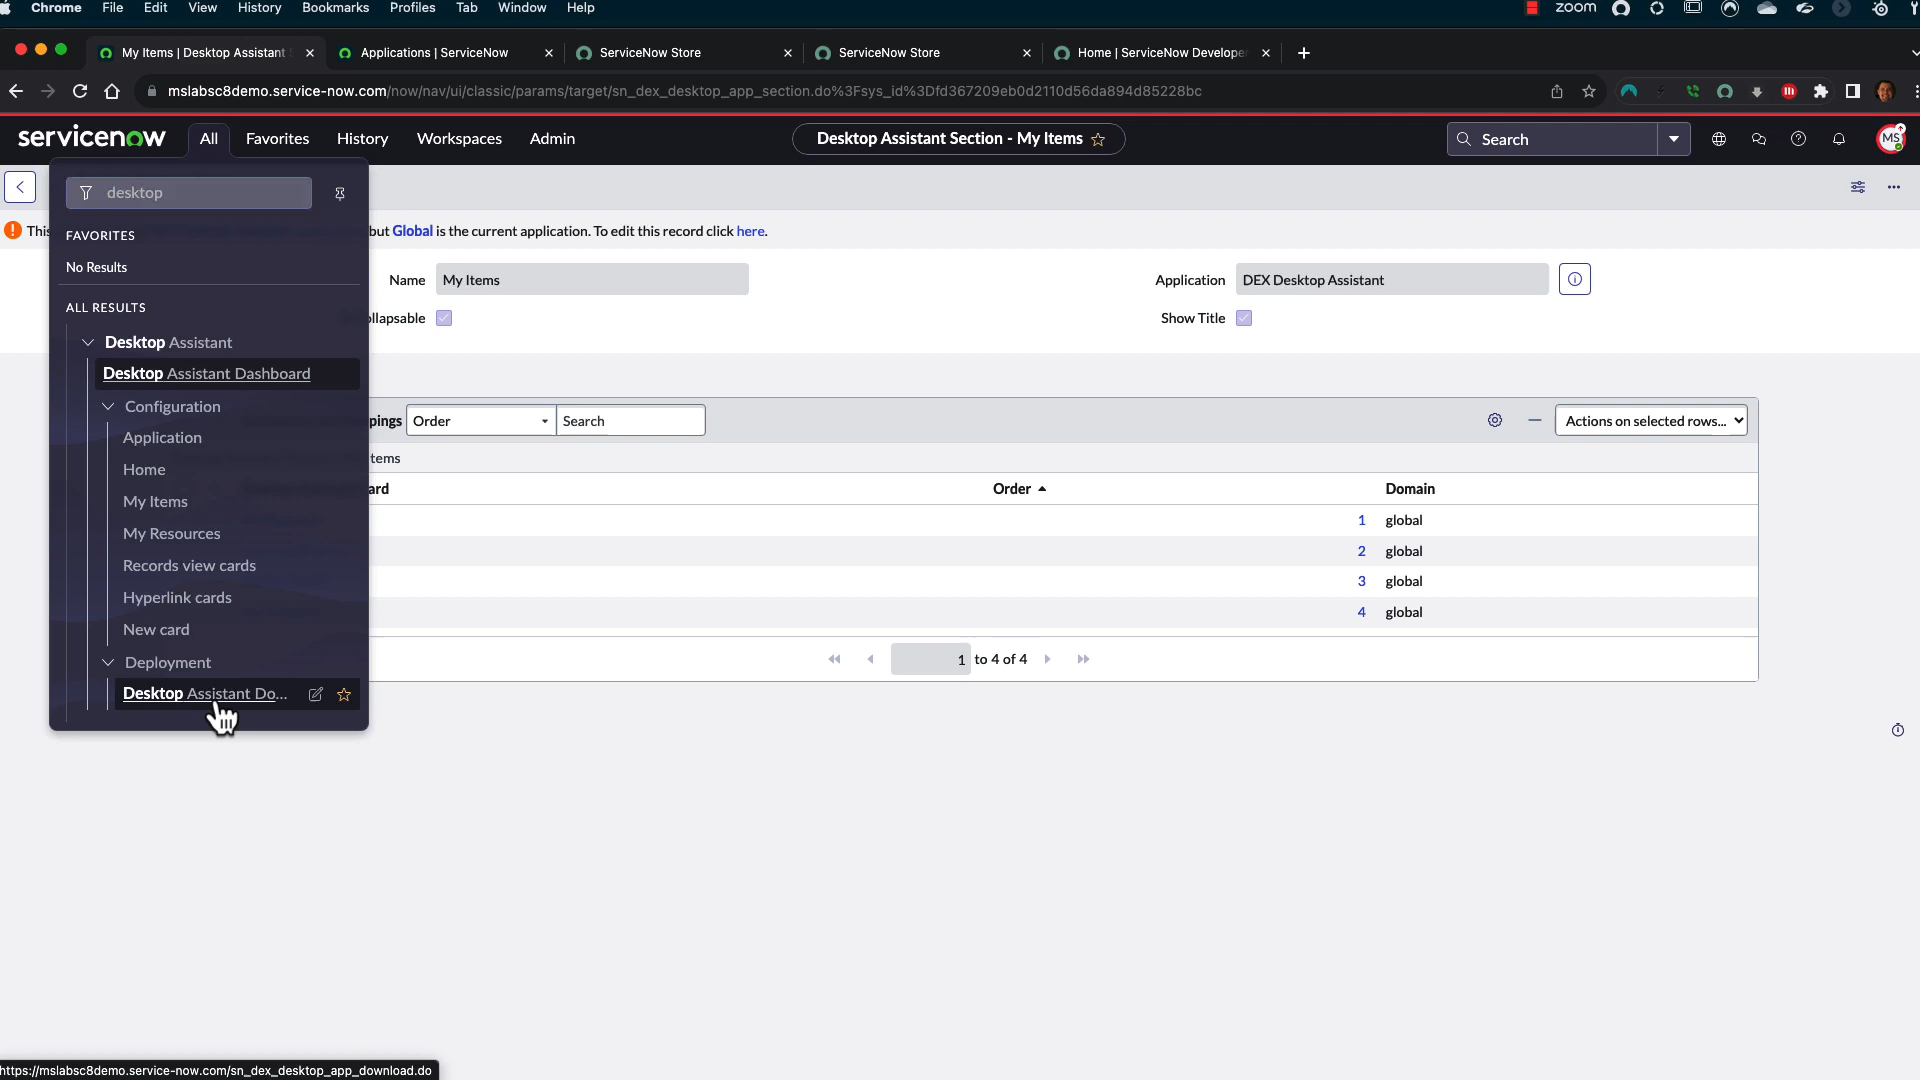 Chrome File Edit View History Bookmarks Profiles Tab Window Help zoom
My Items | Desktop Assistant Applications | ServiceNow ServiceNow Store ServiceNow Store Home | ServiceNow Develope
mslabsc8demo.service-now.com/now/nav/ui/classic/params/target/sn_dex_desktop_app_section.do%3Fsys_id%3Dfd367209eb0d2110d56da894d85228bc
servicenow All Favorites History Workspaces Admin Desktop Assistant Section - My Items Search MS
desktop
This but Global is the current application. To edit this record click here.
FAVORITES
No Results
Name My Items Application DEX Desktop Assistant
ALL RESULTS
ollapsable Show Title
Desktop Assistant
Desktop Assistant Dashboard
Configuration
ppings Order Search Actions on selected rows...
Application
tems
Home
ard Order Domain
My Items
1 global
My Resources
2 global
Records view cards
3 global
Hyperlink cards
4 global
New card
Deployment
1 to 4 of 4
Desktop Assistant Do...
https://mslabsc8demo.service-now.com/sn_dex_desktop_app_download.do